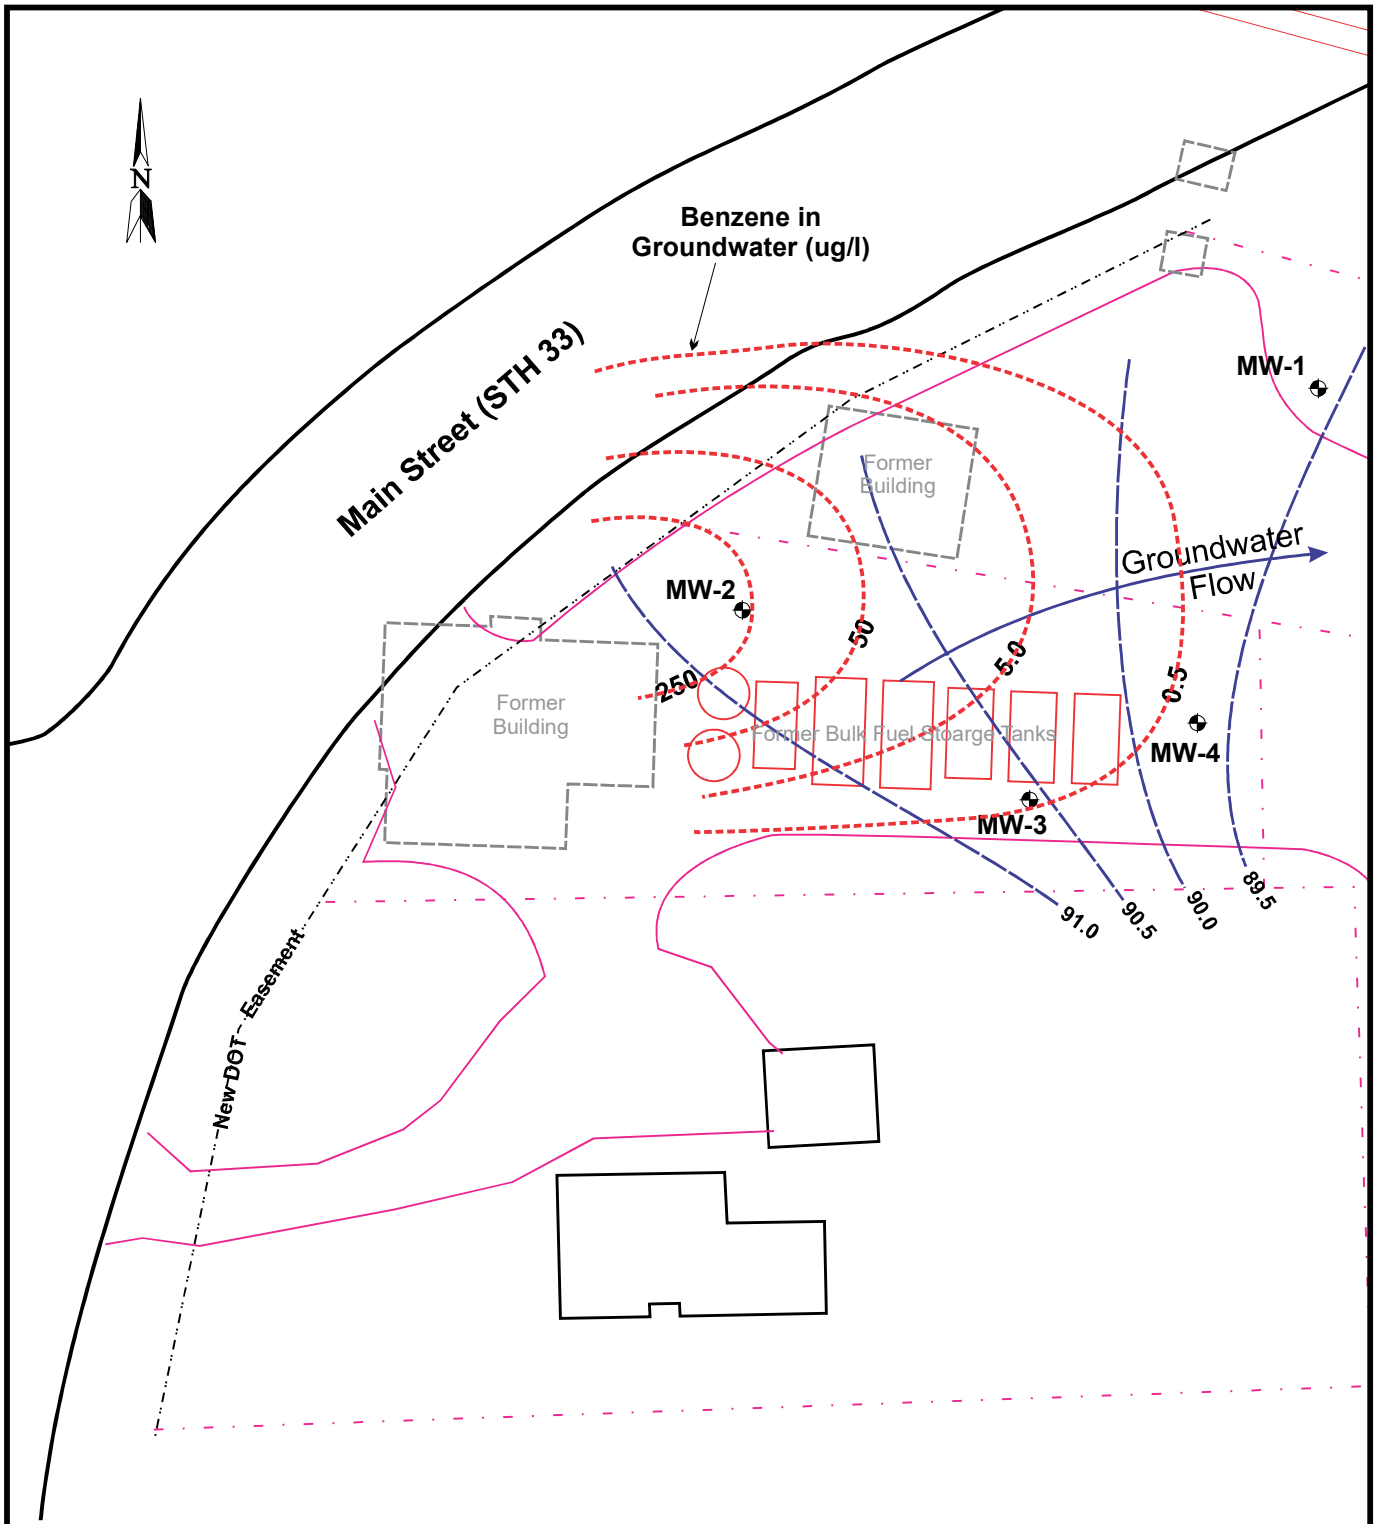 N
Benzene in
Groundwater (ug/l)
Main Street (STH 33)
MW-1
Former
Building
Groundwater
Flow
MW-2
50
5.0
0.5
250
Former
Building
Former Bulk Fuel Stoarge Tanks
MW-4
MW-3
91.0
90.5
90.0
89.5
New DOT Easement